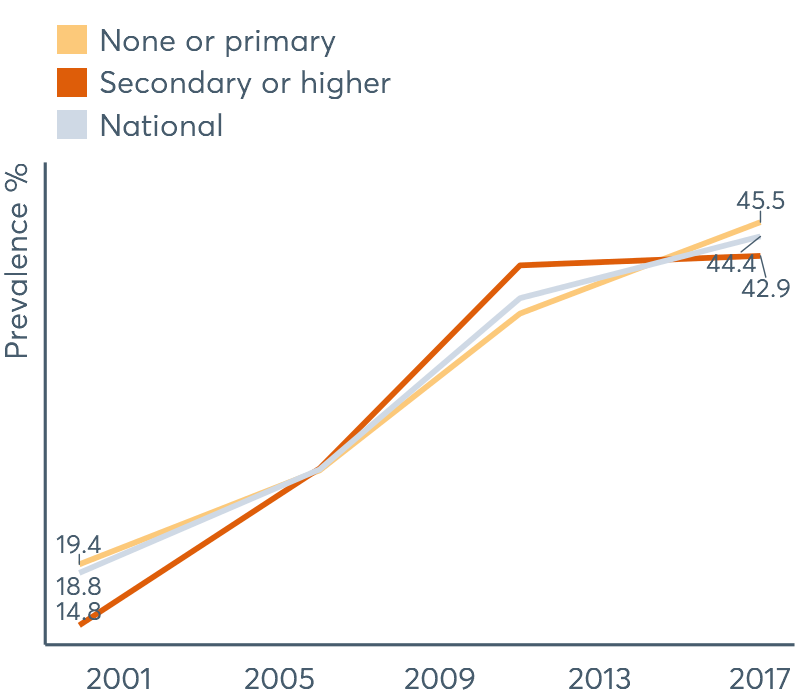 None or primary
Secondary or higher
National
Prevalence %
45.5
44.4
42.9
19.4
18.8
14.8
2001 2005 2009 2013 2017